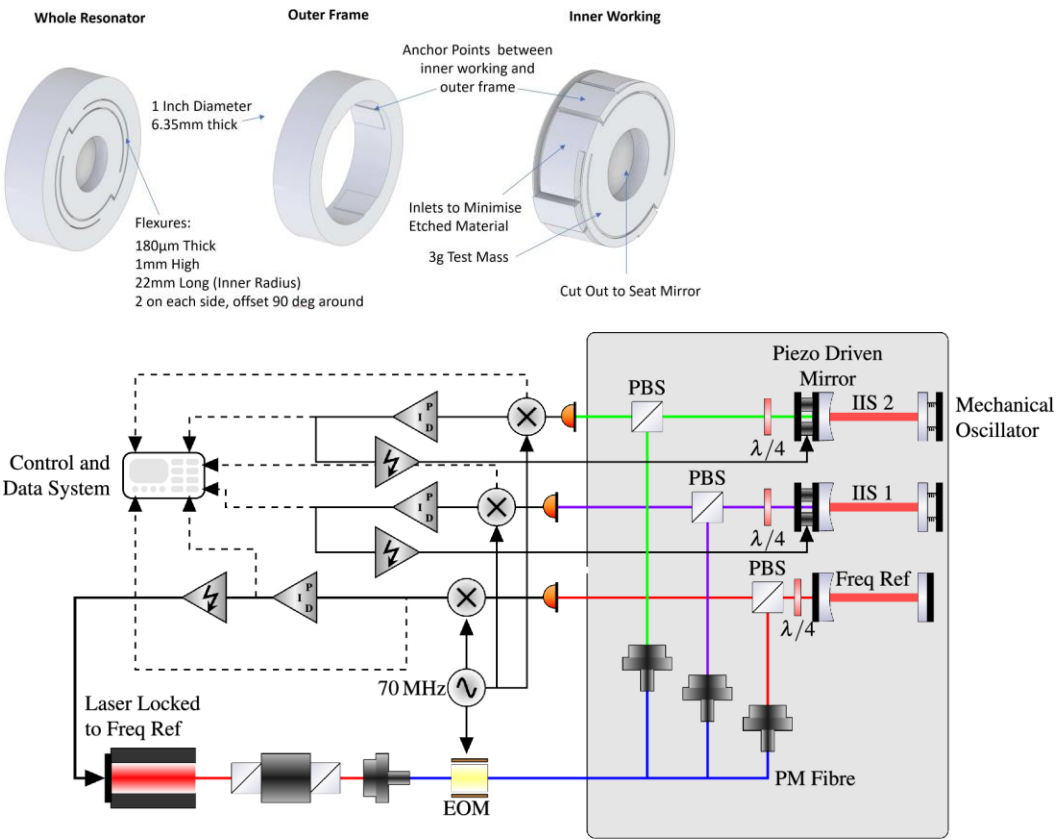 Whole Resonator
Outer Frame
Inner Working
Anchor Points between
inner working and
outer frame
1 Inch Diameter
6.35mm thick
Flexures:
180μm Thick
1mm High
22mm Long (Inner Radius)
2 on each side, offset 90 deg around
Inlets to Minimise
Etched Material
3g Test Mass
Cut Out to Seat Mirror
Piezo Driven
Mirror
PBS
IIS 2
Mechanical
Oscillator
P
I
D
λ/4
Control and
Data System
PBS
IIS 1
P
I
D
λ/4
PBS
Freq Ref
P
I
D
λ/4
70 MHz
Laser Locked
to Freq Ref
EOM
PM Fibre